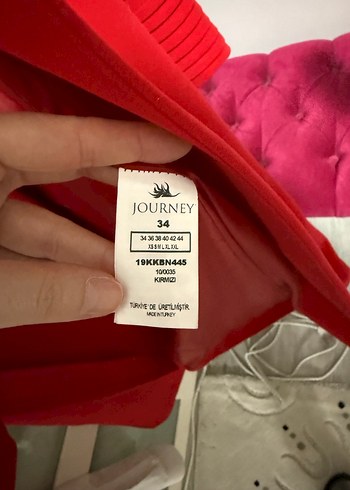 JOURNEY
34
34 36 38 40 42 44
XS S M L XL XXL
19KKBN445
10/0035
KIRMIZI
TÜRKİYE'DE ÜRETİLMİŞTİR
MADE IN TURKEY